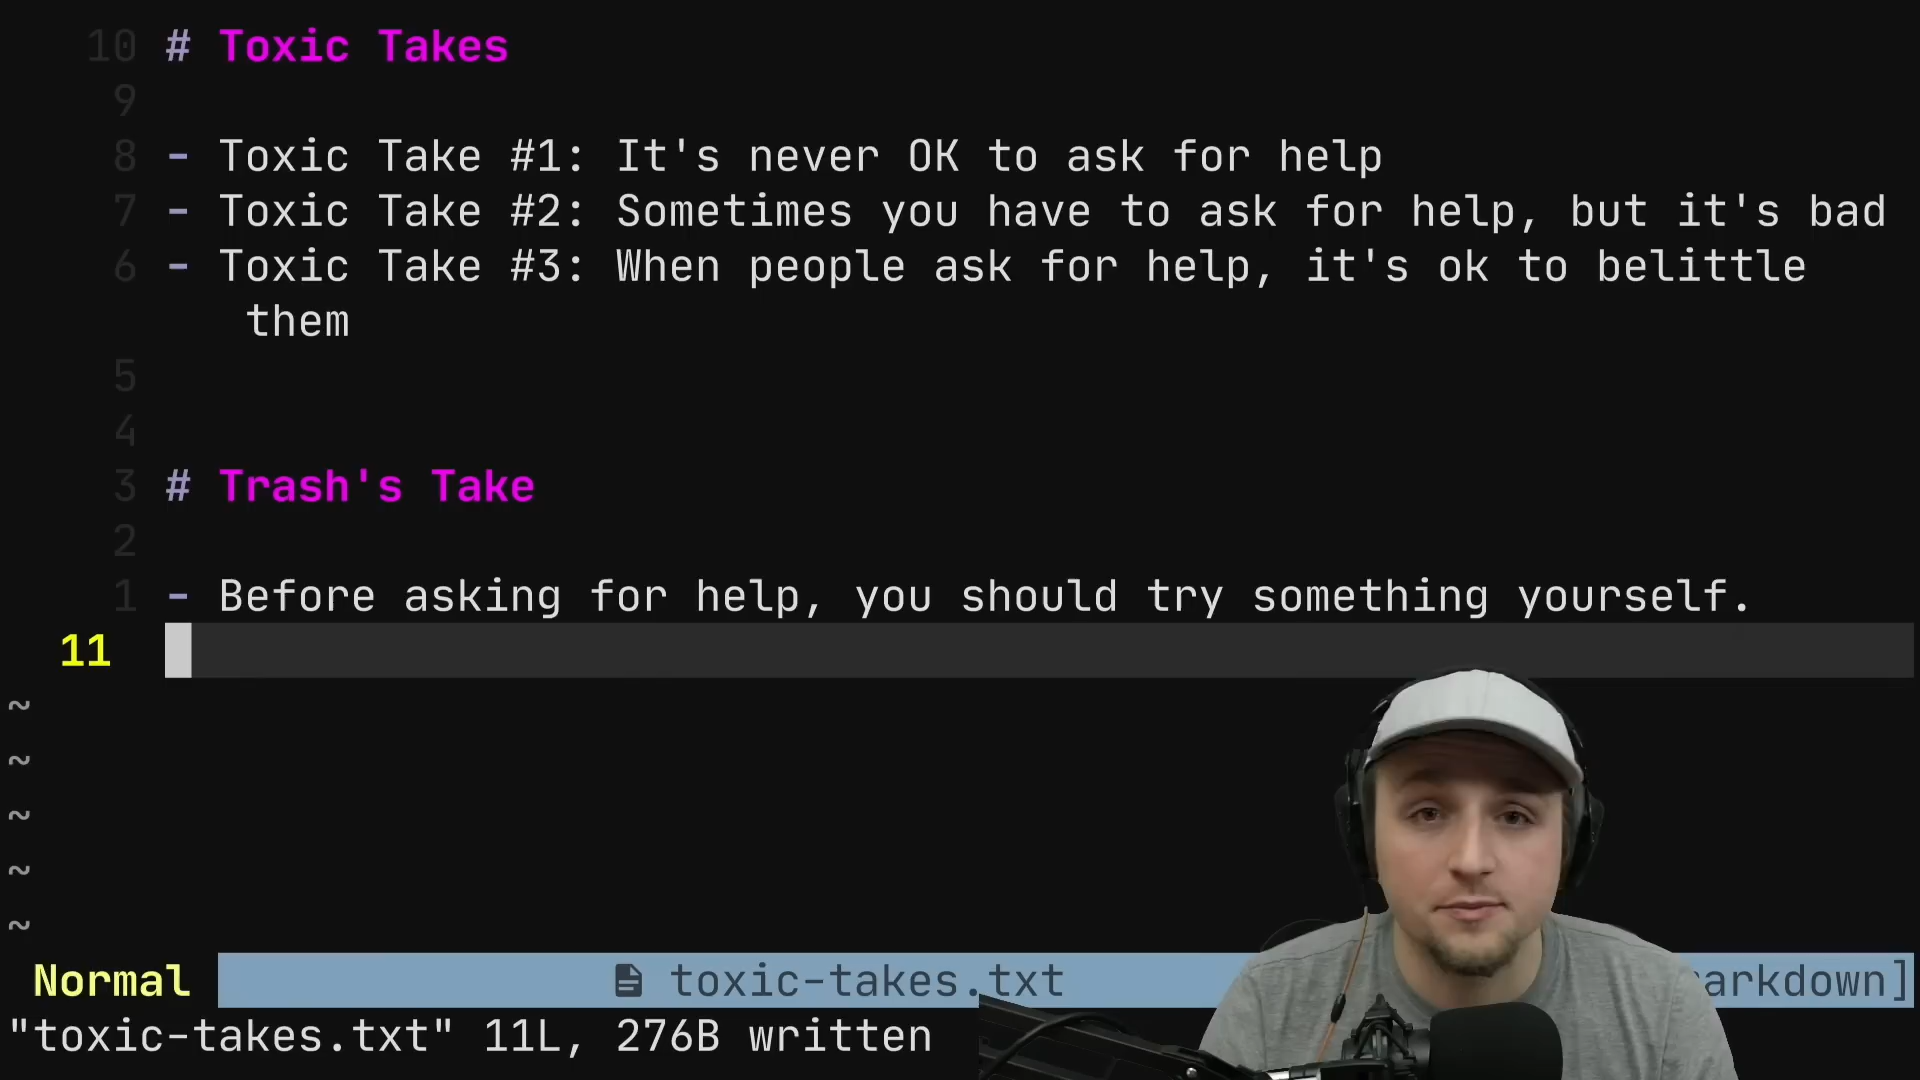 10 # Toxic Takes
9
8 - Toxic Take #1: It's never OK to ask for help
7 - Toxic Take #2: Sometimes you have to ask for help, but it's bad
6 - Toxic Take #3: When people ask for help, it's ok to belittle
them
5
4
3 # Trash's Take
2
1 - Before asking for help, you should try something yourself.
11
~
~
~
~
~
Normal toxic-takes.txt arkdown]
"toxic-takes.txt" 11L, 276B written